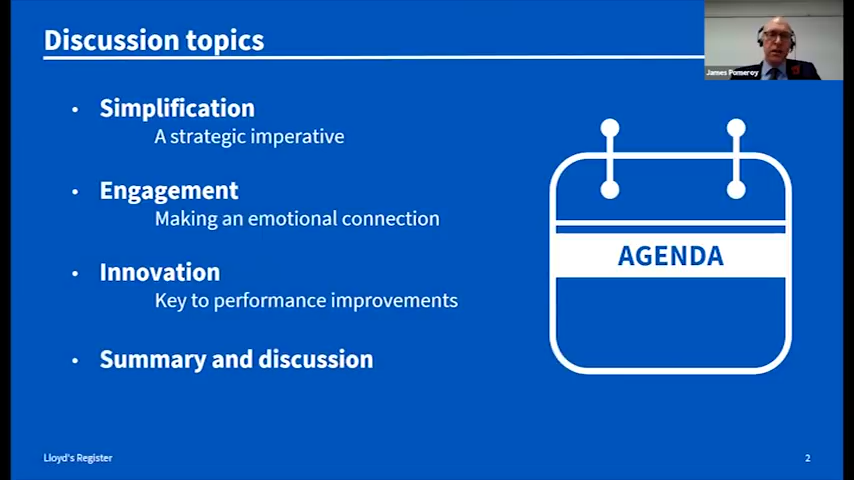 Discussion topics
James Pomeroy
• Simplification
A strategic imperative
• Engagement
Making an emotional connection
• Innovation
Key to performance improvements
• Summary and discussion
AGENDA
Lloyd's Register
2